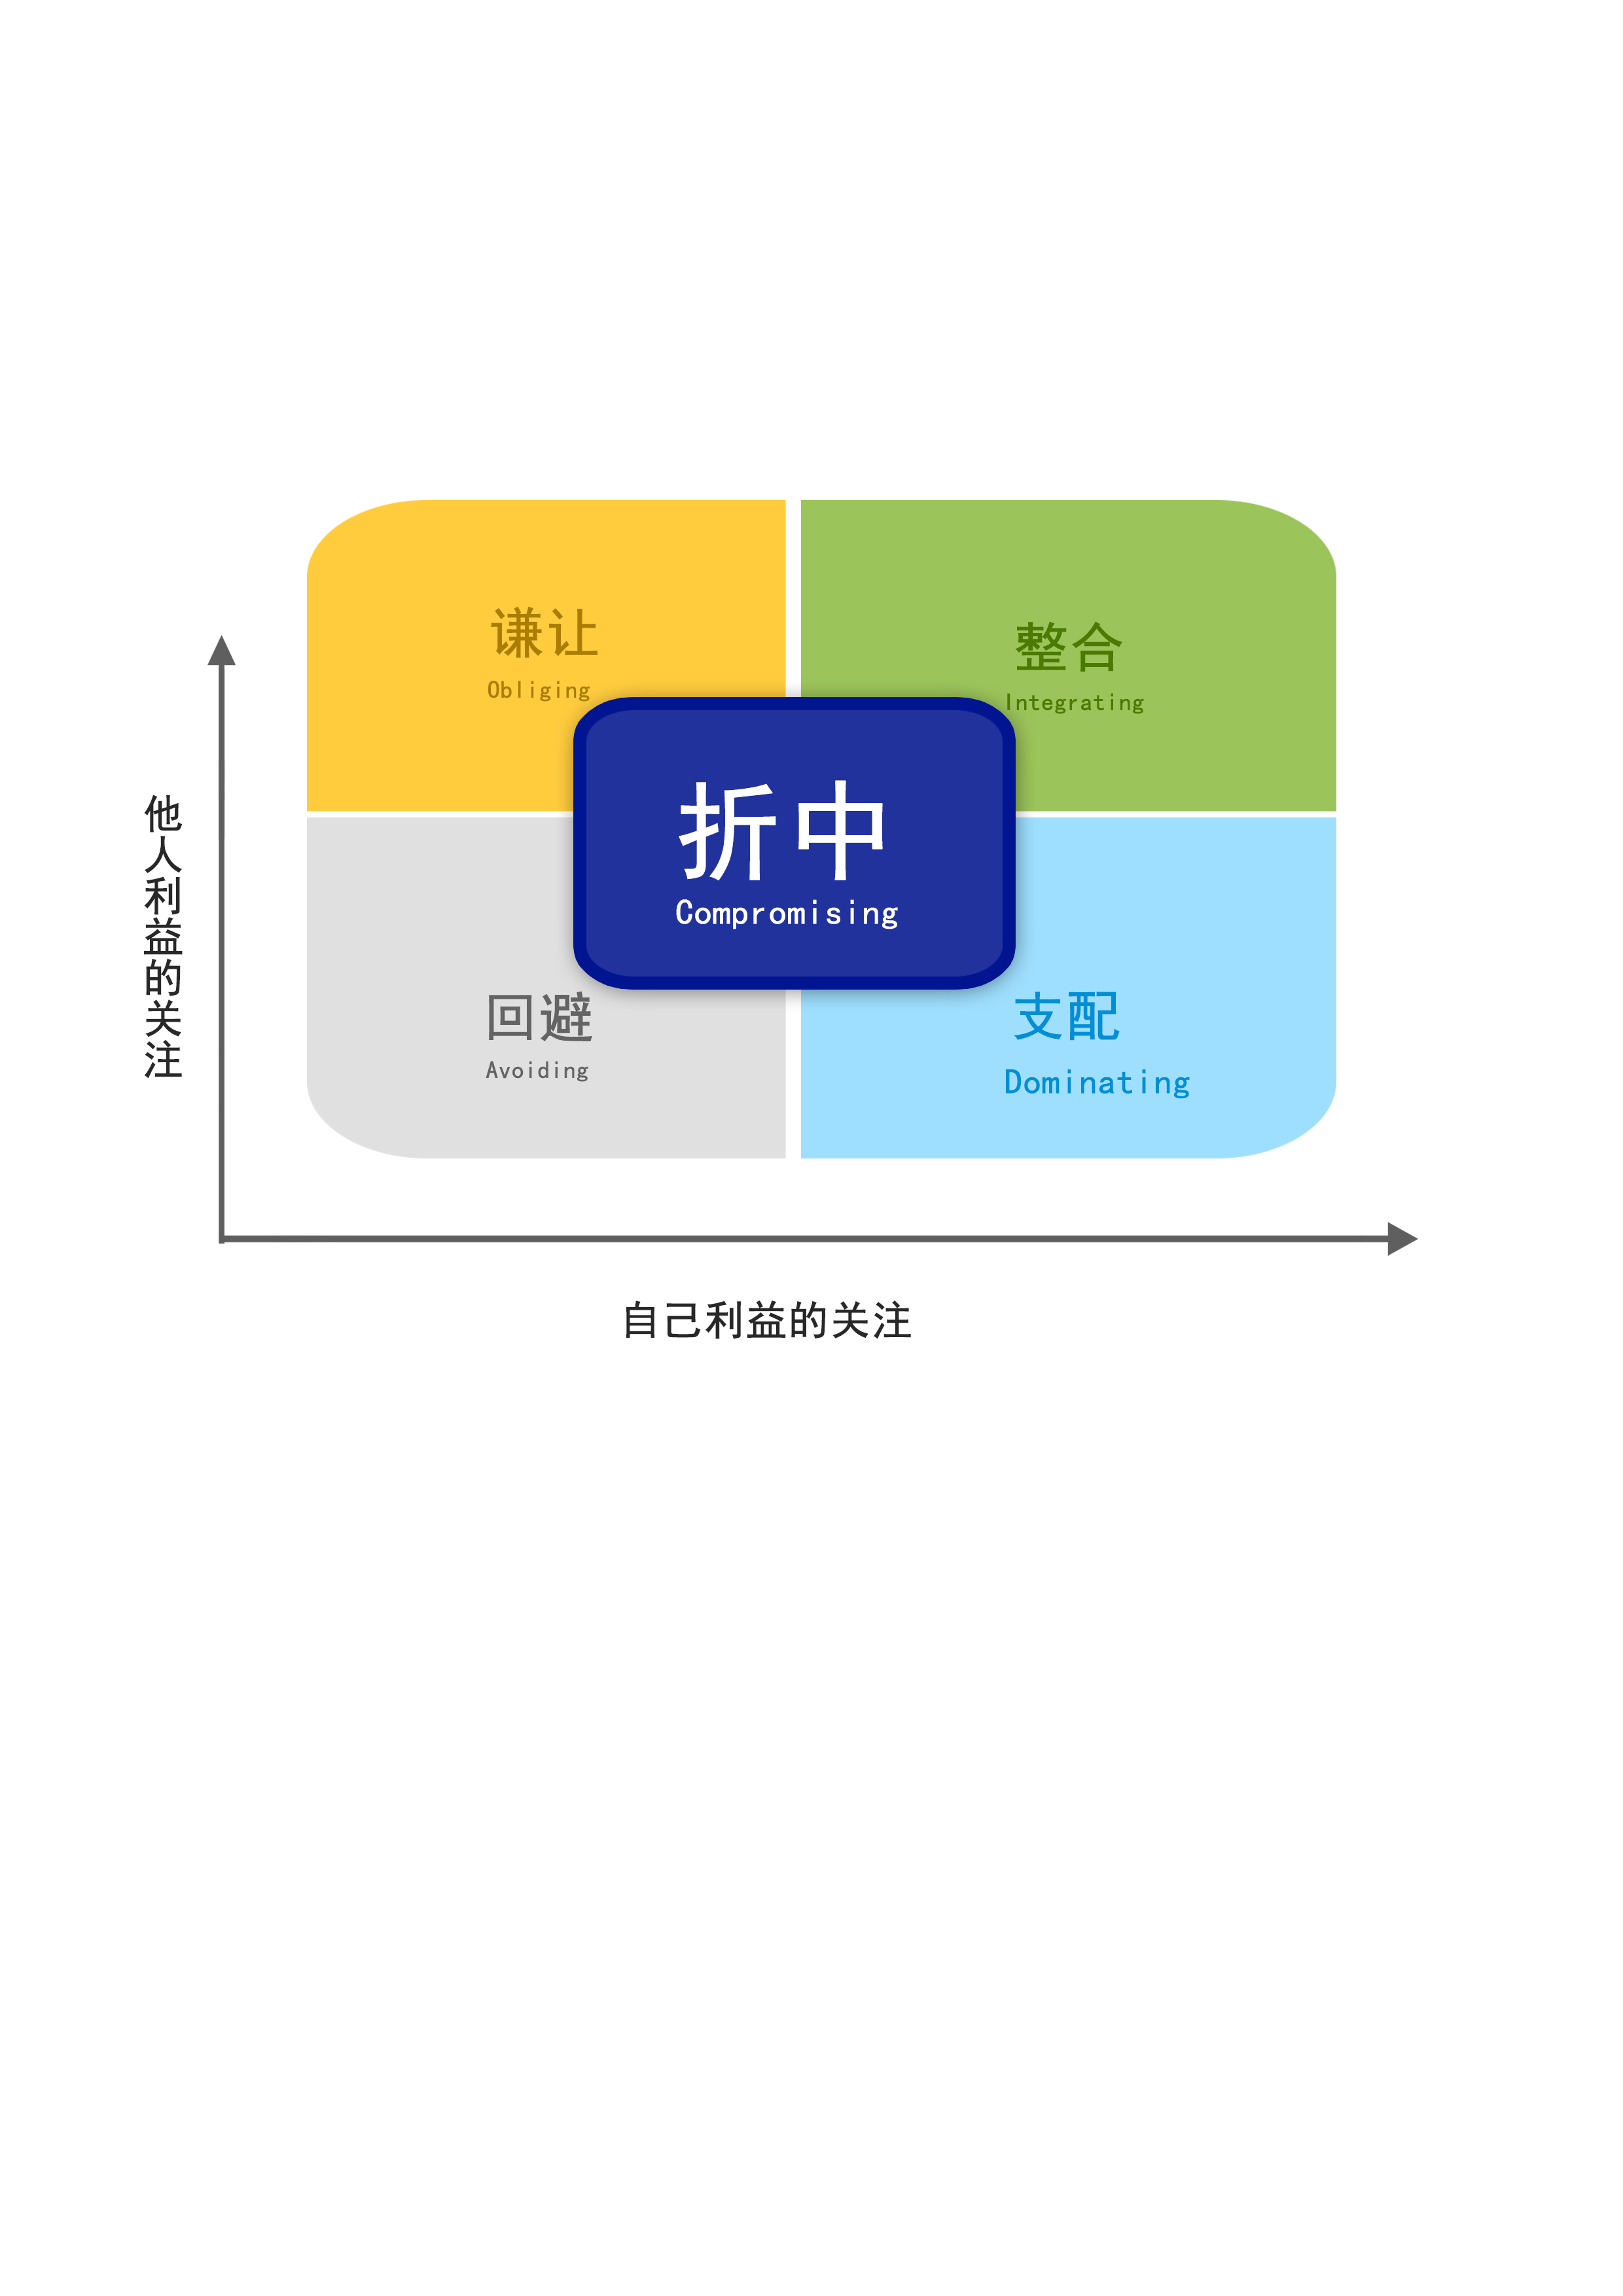 谦让
Obliging
整合
Integrating
折中
Compromising
回避
Avoiding
支配
Dominating
他人利益的关注
自己利益的关注